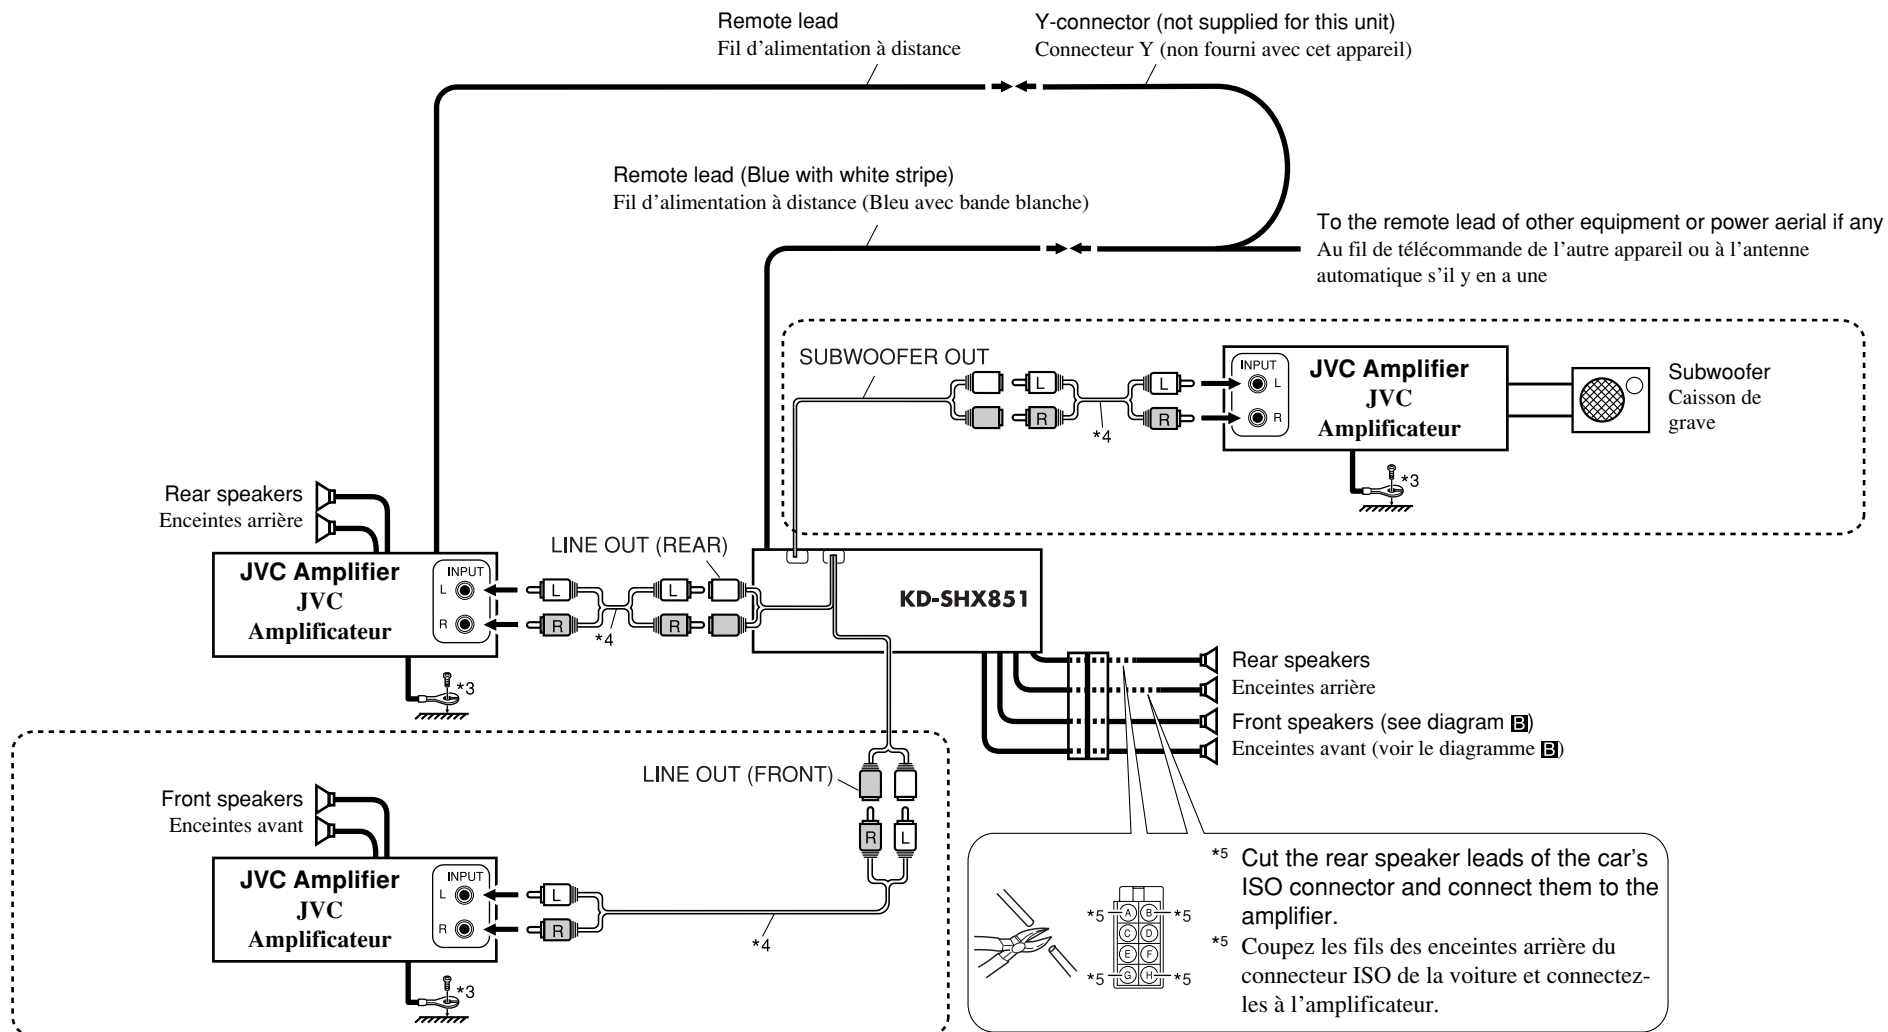 Remote lead
Fil d'alimentation à distance
Y-connector (not supplied for this unit)
Connecteur Y (non fourni avec cet appareil)
Remote lead (Blue with white stripe)
Fil d'alimentation à distance (Bleu avec bande blanche)
To the remote lead of other equipment or power aerial if any
Au fil de télécommande de l'autre appareil ou à l'antenne
automatique s'il y en a une
SUBWOOFER OUT
L
R
*4
L
R
INPUT
L
R
JVC Amplifier
JVC
Amplificateur
Subwoofer
Caisson de
grave
*3
Rear speakers
Enceintes arrière
JVC Amplifier
JVC
Amplificateur
INPUT
L
R
LINE OUT (REAR)
L
R
*4
L
R
KD-SHX851
*3
Rear speakers
Enceintes arrière
Front speakers (see diagram B)
Enceintes avant (voir le diagramme B)
LINE OUT (FRONT)
R
L
Front speakers
Enceintes avant
JVC Amplifier
JVC
Amplificateur
INPUT
L
R
L
R
*4
*3
*5 Cut the rear speaker leads of the car's
ISO connector and connect them to the
amplifier.
*5 Coupez les fils des enceintes arrière du
connecteur ISO de la voiture et connectez-
les à l'amplificateur.
*5 A B *5
C D
E F
*5 G H *5